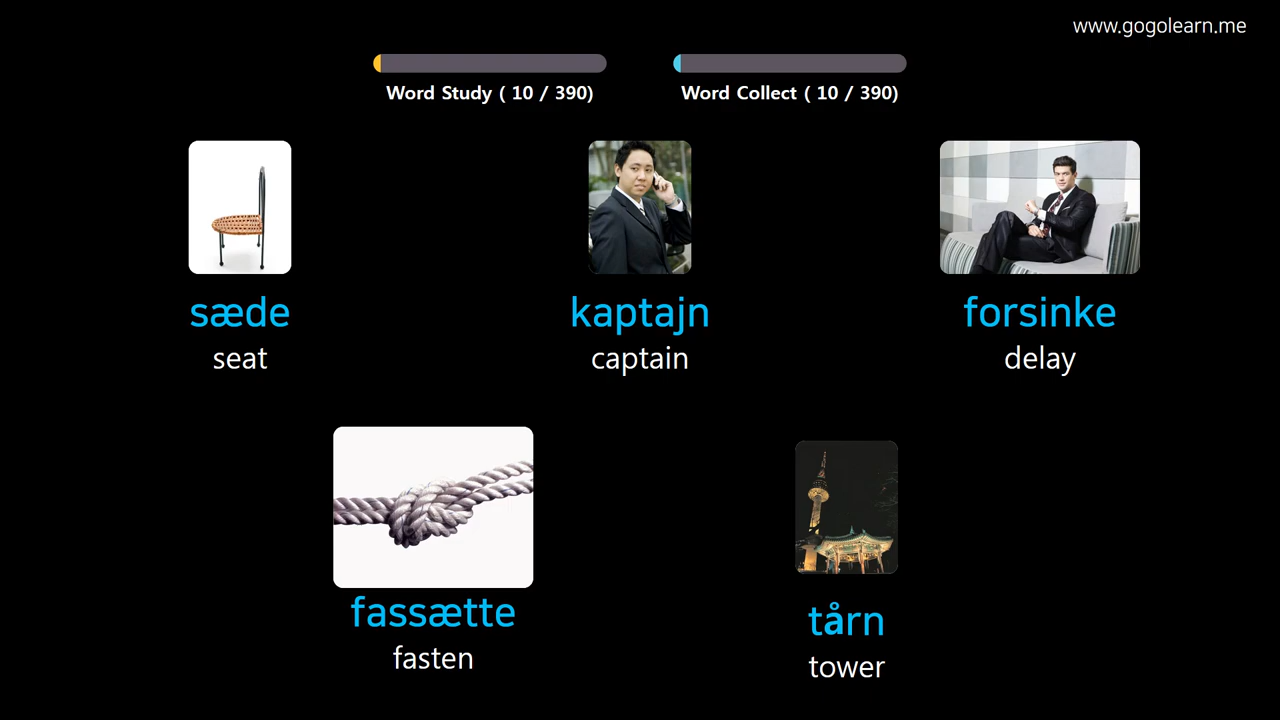 www.gogolearn.me
Word Study ( 10 / 390)
Word Collect ( 10 / 390)
sæde
seat
kaptajn
captain
forsinke
delay
fassætte
fasten
tårn
tower